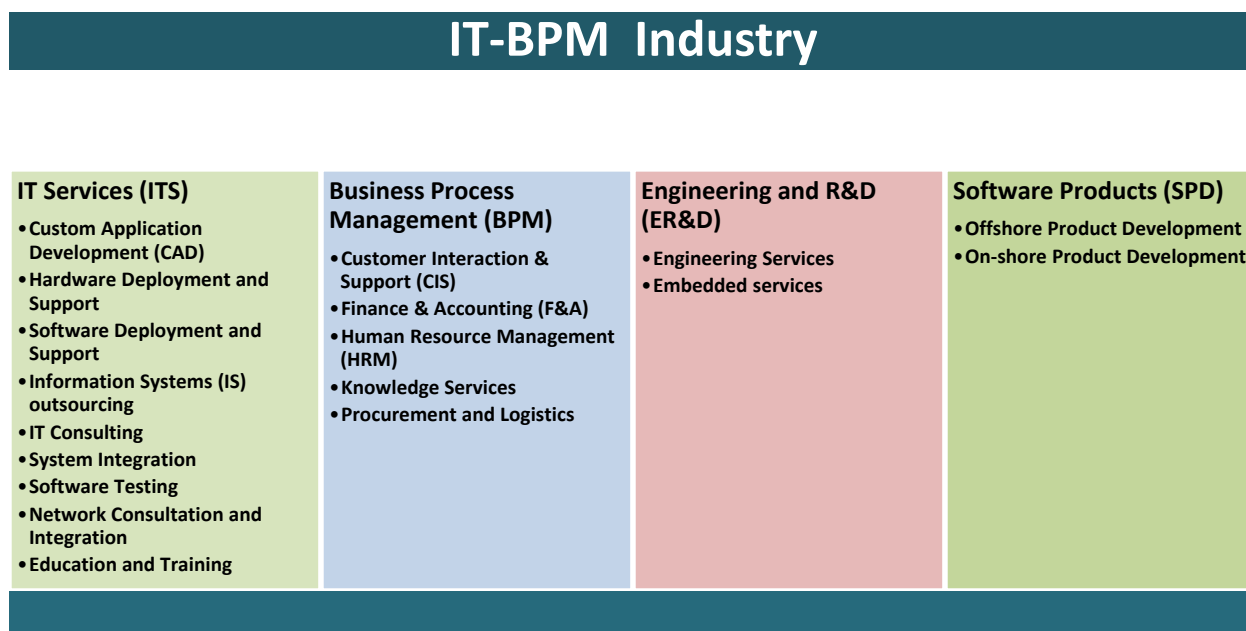 IT-BPM Industry
IT Services (ITS)
•Custom Application
Development (CAD)
•Hardware Deployment and
Support
•Software Deployment and
Support
•Information Systems (IS)
outsourcing
•IT Consulting
•System Integration
•Software Testing
•Network Consultation and
Integration
•Education and Training
Business Process
Management (BPM)
•Customer Interaction &
Support (CIS)
•Finance & Accounting (F&A)
•Human Resource Management
(HRM)
•Knowledge Services
•Procurement and Logistics
Engineering and R&D
(ER&D)
•Engineering Services
•Embedded services
Software Products (SPD)
•Offshore Product Development
•On-shore Product Development